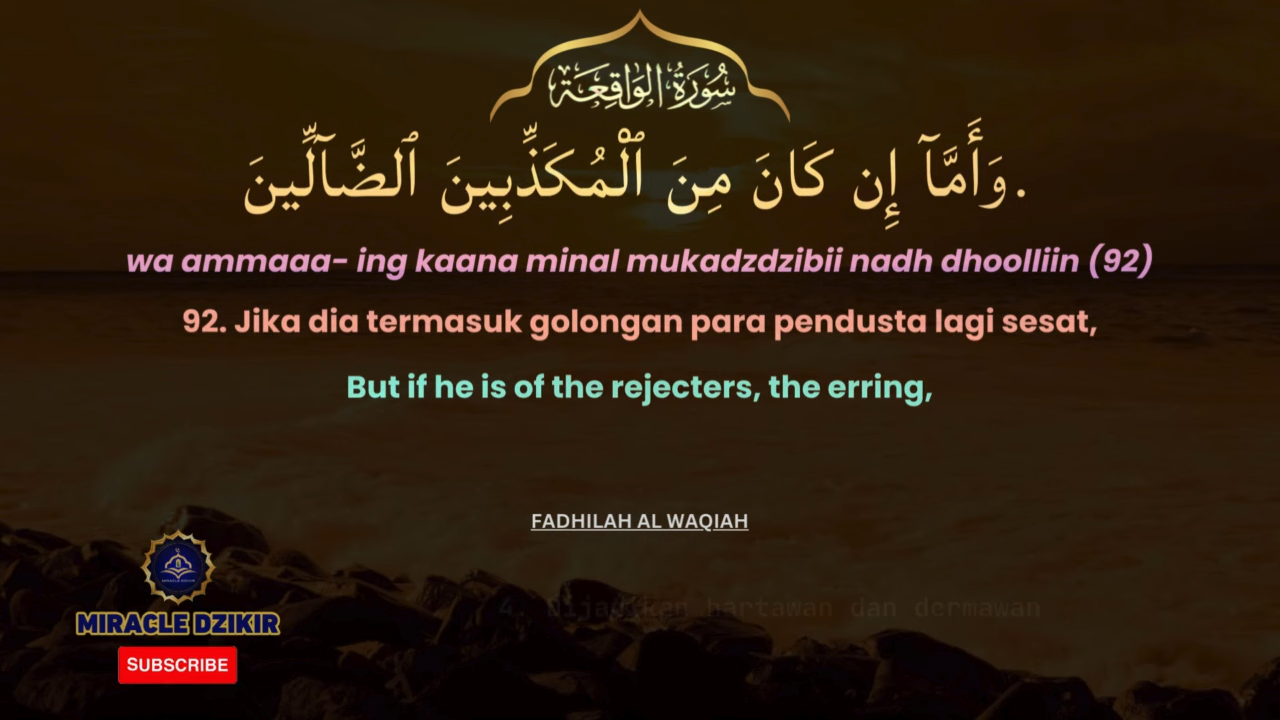 سُورَةُ الوَاقِعَة
وَأَمَّآ إِن كَانَ مِنَ ٱلْمُكَذِّبِينَ ٱلضَّآلِّينَ.
wa ammaaa- ing kaana minal mukadzdzibii nadh dhoolliin (92)
92. Jika dia termasuk golongan para pendusta lagi sesat,
But if he is of the rejecters, the erring,
FADHILAH AL WAQIAH
4. Dijadikan hartawan dan dermawan
MIRACLE DZIKIR
SUBSCRIBE